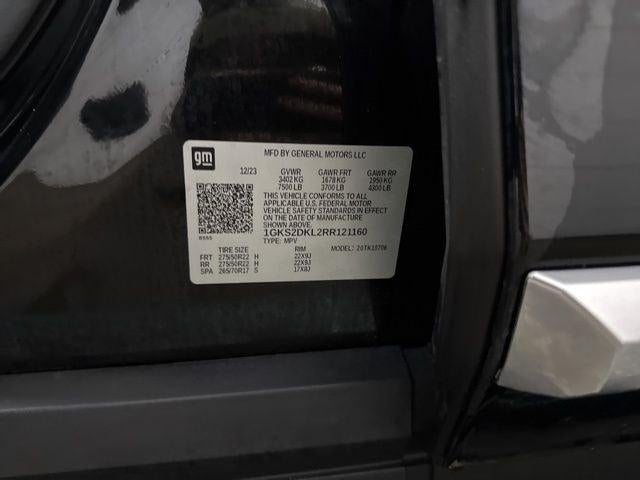 gm
MFD BY GENERAL MOTORS LLC
12/23 GVWR GAWR FRT GAWR RR
3402 KG 1678 KG 1950 KG
7500 LB 3700 LB 4300 LB
THIS VEHICLE CONFORMS TO ALL
APPLICABLE U.S. FEDERAL MOTOR
VEHICLE SAFETY STANDARDS IN EFFECT
ON THE DATE OF MANUFACTURE
SHOWN ABOVE.
1GKS2DKL2RR121160
TYPE: MPV MODEL: 20TK10706
TIRE SIZE RIM
FRT 275/50R22 H 22X9J
RR 275/50R22 H 22X9J
SPA 265/70R17 S 17X8J